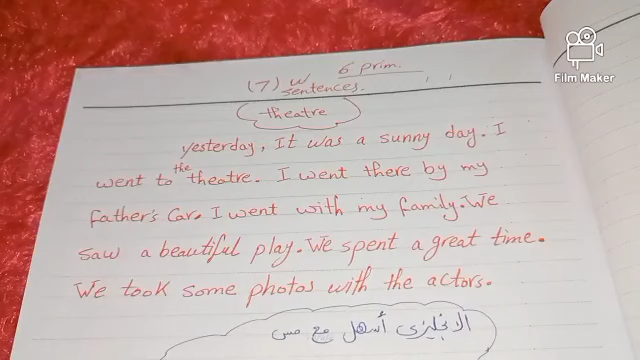 6 prim.
(7) w sentences.
theatre
yesterday, It was a sunny day. I
went to the theatre. I went there by my
father's Car. I went with my family. We
saw a beautiful play. We spent a great time.
We took some photos with the actors.
الانجليزى أسهل مع مس
Film Maker